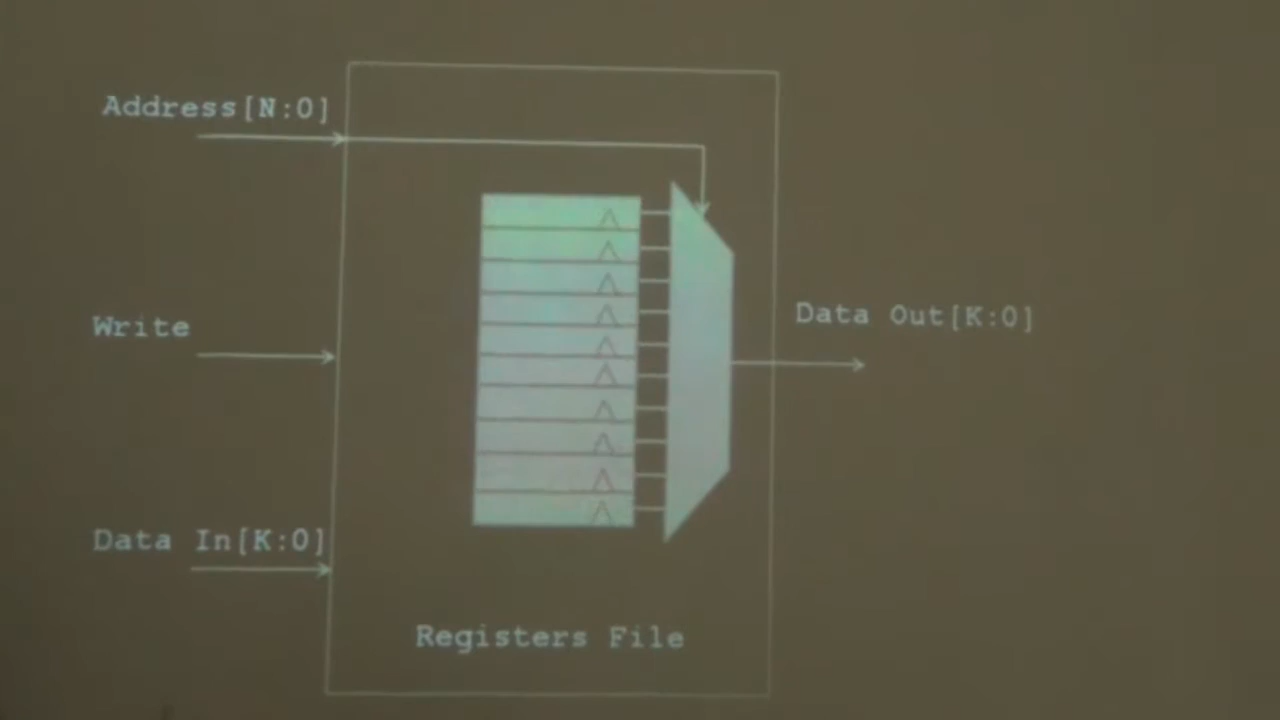 Address[N:0]
Write
Data Out[K:0]
Data In[K:0]
Registers File